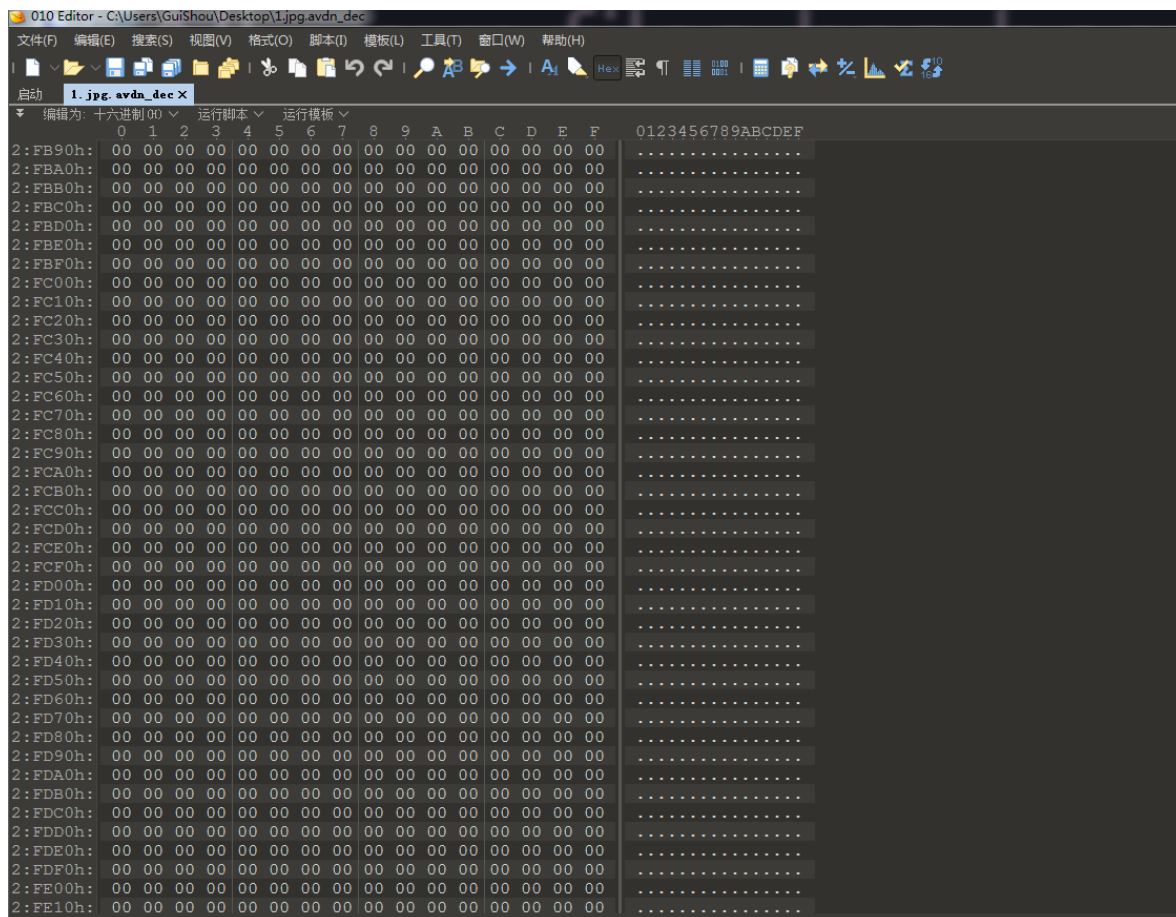 010 Editor - C:\Users\GuiShou\Desktop\1.jpg.avdn_dec
文件(F) 编辑(E) 搜索(S) 视图(V) 格式(O) 脚本(I) 模板(L) 工具(T) 窗口(W) 帮助(H)
启动 1.jpg.avdn_dec ×
编辑为: 十六进制(H) 运行脚本 运行模板
0 1 2 3 4 5 6 7 8 9 A B C D E F 0123456789ABCDEF
2:FB90h: 00 00 00 00 00 00 00 00 00 00 00 00 00 00 00 00 ................
2:FBA0h: 00 00 00 00 00 00 00 00 00 00 00 00 00 00 00 00 ................
2:FBB0h: 00 00 00 00 00 00 00 00 00 00 00 00 00 00 00 00 ................
2:FBC0h: 00 00 00 00 00 00 00 00 00 00 00 00 00 00 00 00 ................
2:FBD0h: 00 00 00 00 00 00 00 00 00 00 00 00 00 00 00 00 ................
2:FBE0h: 00 00 00 00 00 00 00 00 00 00 00 00 00 00 00 00 ................
2:FBF0h: 00 00 00 00 00 00 00 00 00 00 00 00 00 00 00 00 ................
2:FC00h: 00 00 00 00 00 00 00 00 00 00 00 00 00 00 00 00 ................
2:FC10h: 00 00 00 00 00 00 00 00 00 00 00 00 00 00 00 00 ................
2:FC20h: 00 00 00 00 00 00 00 00 00 00 00 00 00 00 00 00 ................
2:FC30h: 00 00 00 00 00 00 00 00 00 00 00 00 00 00 00 00 ................
2:FC40h: 00 00 00 00 00 00 00 00 00 00 00 00 00 00 00 00 ................
2:FC50h: 00 00 00 00 00 00 00 00 00 00 00 00 00 00 00 00 ................
2:FC60h: 00 00 00 00 00 00 00 00 00 00 00 00 00 00 00 00 ................
2:FC70h: 00 00 00 00 00 00 00 00 00 00 00 00 00 00 00 00 ................
2:FC80h: 00 00 00 00 00 00 00 00 00 00 00 00 00 00 00 00 ................
2:FC90h: 00 00 00 00 00 00 00 00 00 00 00 00 00 00 00 00 ................
2:FCA0h: 00 00 00 00 00 00 00 00 00 00 00 00 00 00 00 00 ................
2:FCB0h: 00 00 00 00 00 00 00 00 00 00 00 00 00 00 00 00 ................
2:FCC0h: 00 00 00 00 00 00 00 00 00 00 00 00 00 00 00 00 ................
2:FCD0h: 00 00 00 00 00 00 00 00 00 00 00 00 00 00 00 00 ................
2:FCE0h: 00 00 00 00 00 00 00 00 00 00 00 00 00 00 00 00 ................
2:FCF0h: 00 00 00 00 00 00 00 00 00 00 00 00 00 00 00 00 ................
2:FD00h: 00 00 00 00 00 00 00 00 00 00 00 00 00 00 00 00 ................
2:FD10h: 00 00 00 00 00 00 00 00 00 00 00 00 00 00 00 00 ................
2:FD20h: 00 00 00 00 00 00 00 00 00 00 00 00 00 00 00 00 ................
2:FD30h: 00 00 00 00 00 00 00 00 00 00 00 00 00 00 00 00 ................
2:FD40h: 00 00 00 00 00 00 00 00 00 00 00 00 00 00 00 00 ................
2:FD50h: 00 00 00 00 00 00 00 00 00 00 00 00 00 00 00 00 ................
2:FD60h: 00 00 00 00 00 00 00 00 00 00 00 00 00 00 00 00 ................
2:FD70h: 00 00 00 00 00 00 00 00 00 00 00 00 00 00 00 00 ................
2:FD80h: 00 00 00 00 00 00 00 00 00 00 00 00 00 00 00 00 ................
2:FD90h: 00 00 00 00 00 00 00 00 00 00 00 00 00 00 00 00 ................
2:FDA0h: 00 00 00 00 00 00 00 00 00 00 00 00 00 00 00 00 ................
2:FDB0h: 00 00 00 00 00 00 00 00 00 00 00 00 00 00 00 00 ................
2:FDC0h: 00 00 00 00 00 00 00 00 00 00 00 00 00 00 00 00 ................
2:FDD0h: 00 00 00 00 00 00 00 00 00 00 00 00 00 00 00 00 ................
2:FDE0h: 00 00 00 00 00 00 00 00 00 00 00 00 00 00 00 00 ................
2:FDF0h: 00 00 00 00 00 00 00 00 00 00 00 00 00 00 00 00 ................
2:FE00h: 00 00 00 00 00 00 00 00 00 00 00 00 00 00 00 00 ................
2:FE10h: 00 00 00 00 00 00 00 00 00 00 00 00 00 00 00 00 ................